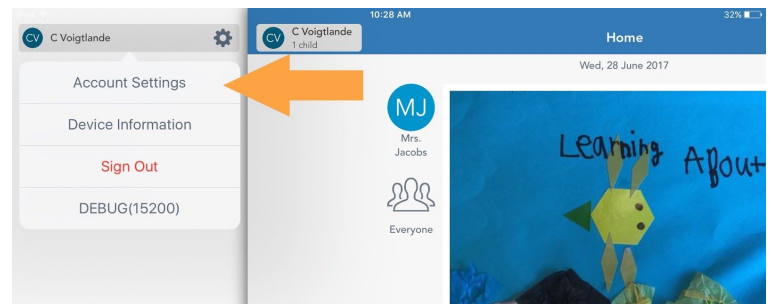 10:28 AM
32%
CV C Voigtlande
CV C Voigtlande
1 child
Home
Account Settings
Device Information
Sign Out
DEBUG(15200)
Wed, 28 June 2017
MJ
Mrs.
Jacobs
Everyone
Learning About